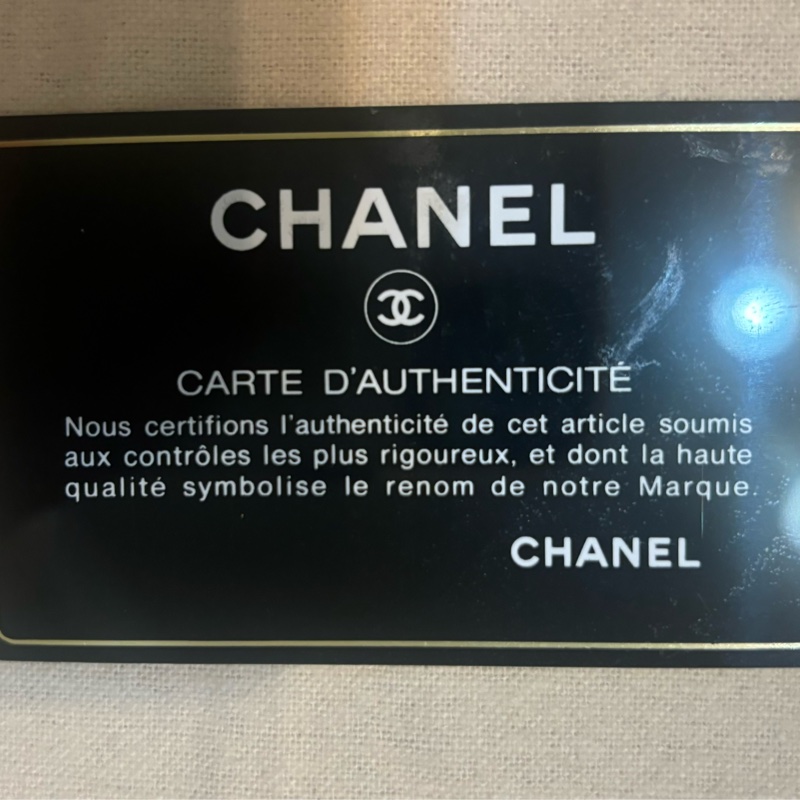 CHANEL
CARTE D'AUTHENTICITÉ
Nous certifions l'authenticité de cet article soumis
aux contrôles les plus rigoureux, et dont la haute
qualité symbolise le renom de notre Marque.
CHANEL